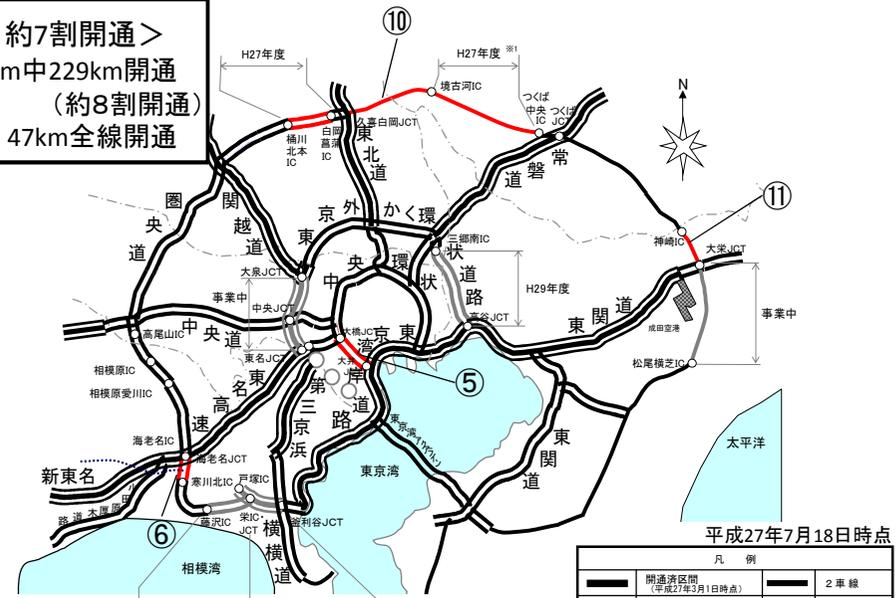 約7割開通＞
m中229km開通
（約8割開通）
47km全線開通
⑩
H27年度
H27年度 ※1
境古河IC
つくば中央IC
つくばJCT
久喜白岡JCT
白岡菖蒲IC
桶川北本IC
東北道
常磐道
N
圏央道
関越道
東京外かく環状道路
⑪
神崎IC
大栄JCT
三郷南IC
中央環状
大泉JCT
H29年度
事業中
中央JCT
高谷JCT
東関道
成田空港
事業中
中央道
高尾山IC
大橋JCT
東京湾岸道路
東名JCT
松尾横芝IC
相模原IC
⑤
相模原愛川IC
東名高速
第三京浜
海老名IC
海老名JCT
東京湾アクアライン
東関道
太平洋
新東名
東京湾
寒川北IC
戸塚IC
小田原厚木道路
藤沢IC
栄IC・JCT
釜利谷JCT
⑥
横横道
相模湾
平成27年7月18日時点
凡　例
開通済区間
（平成27年3月1日時点）
2車線